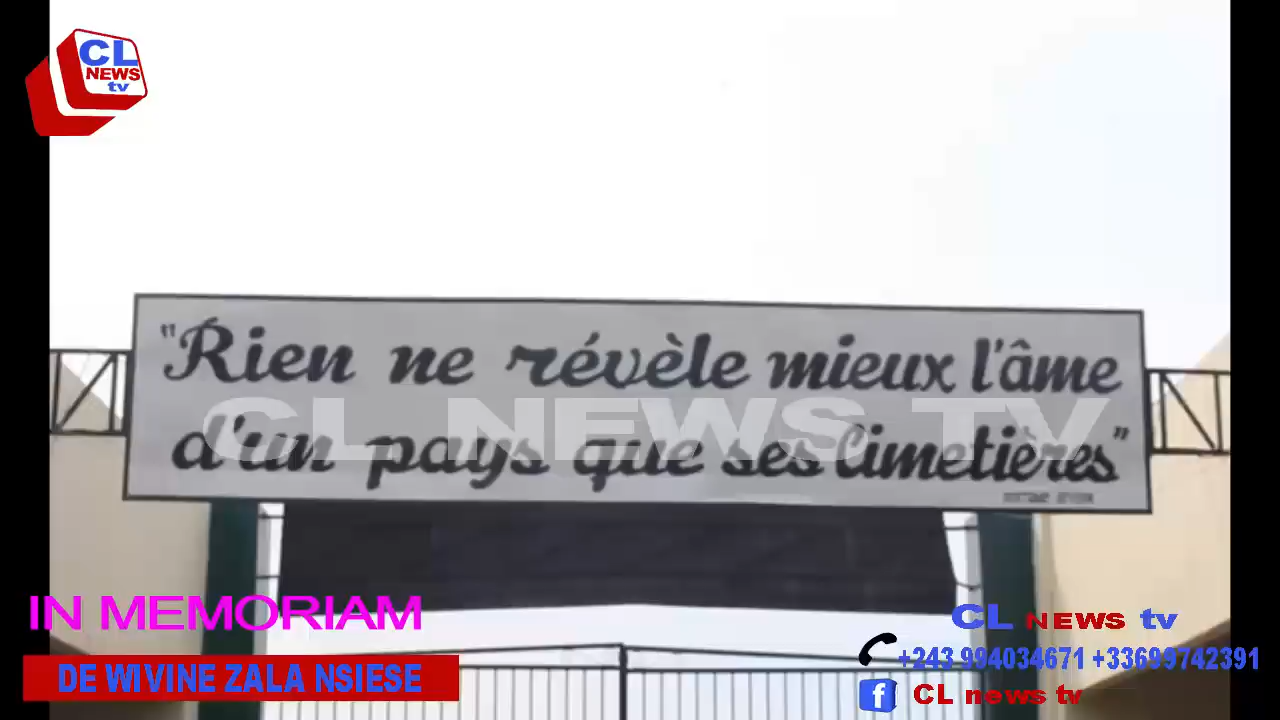 CL
NEWS
tv
"Rien ne révèle mieux l'âme
d'un pays que ses Cimetières"
CL NEWS TV
IN MEMORIAM
DE WIVINE ZALA NSIESE
CL NEWS tv
+243 994034671 +33699742391
f CL news tv